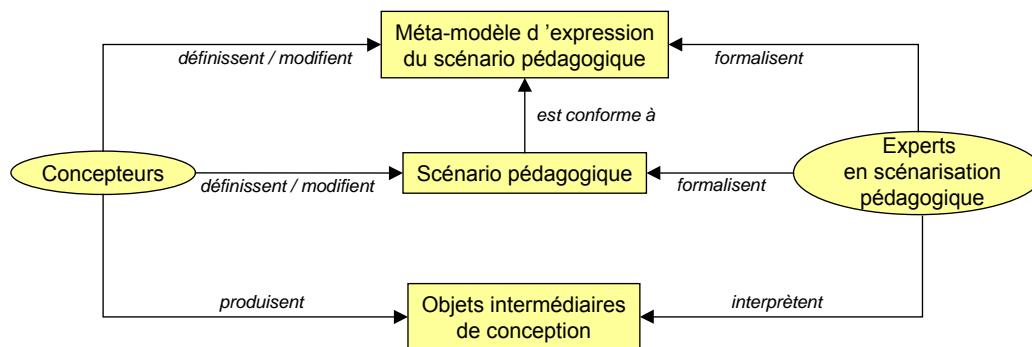 Méta-modèle d ’expression
du scénario pédagogique
définissent / modifient
formalisent
est conforme à
Concepteurs
définissent / modifient
Scénario pédagogique
formalisent
Experts
en scénarisation
pédagogique
produisent
Objets intermédiaires
de conception
interprètent